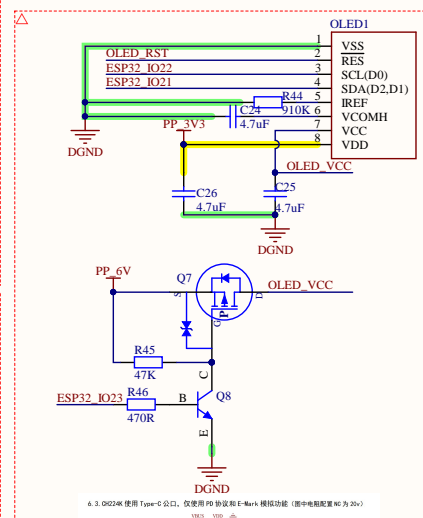 OLED1
1 VSS
OLED_RST 2 RES
ESP32_IO22 3 SCL(D0)
ESP32_IO21 4 SDA(D2,D1)
R44 5 IREF
C24 910K 6 VCOMH
PP_3V3 4.7uF 7 VCC
8 VDD
DGND
OLED_VCC
C26 C25
4.7uF 4.7uF
DGND
Q7
PP_6V OLED_VCC
S D
G P
R45
47K C
ESP32_IO23 R46 B Q8
470R
E
DGND
6.3.CH224K 使用 Type-C 公口，仅使用 PD 协议和 E-Mark 模拟功能（图中电阻配置 NC 为 20v）
VBUS VDD